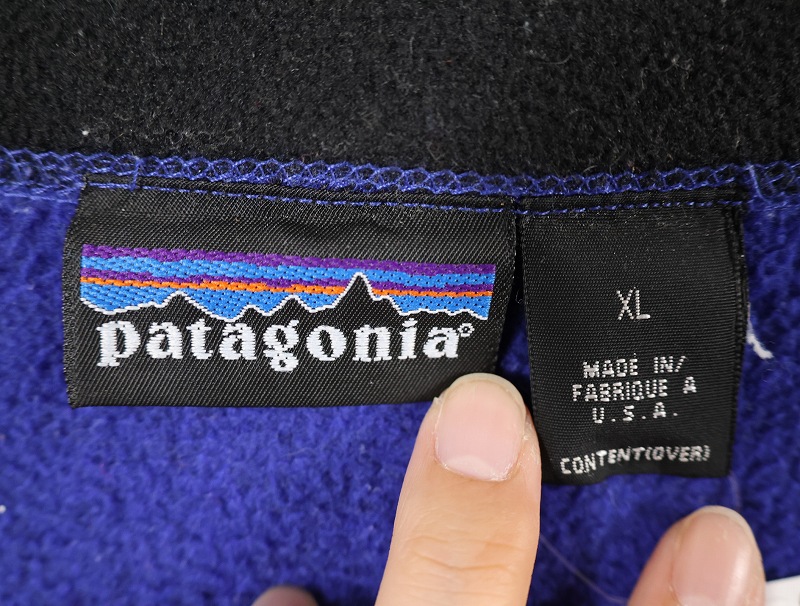 patagonia®
XL
MADE IN/
FABRIQUE A
U.S.A.
CONTENT(OVER)